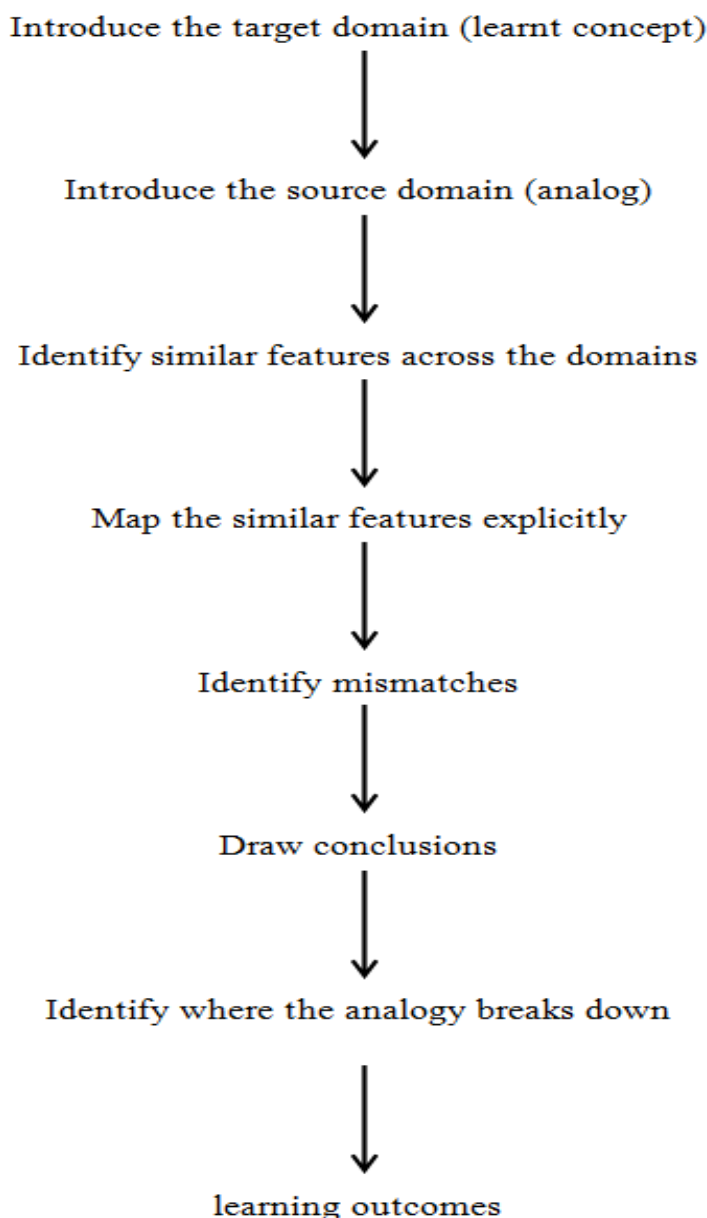 Introduce the target domain (learnt concept)
Introduce the source domain (analog)
Identify similar features across the domains
Map the similar features explicitly
Identify mismatches
Draw conclusions
Identify where the analogy breaks down
learning outcomes